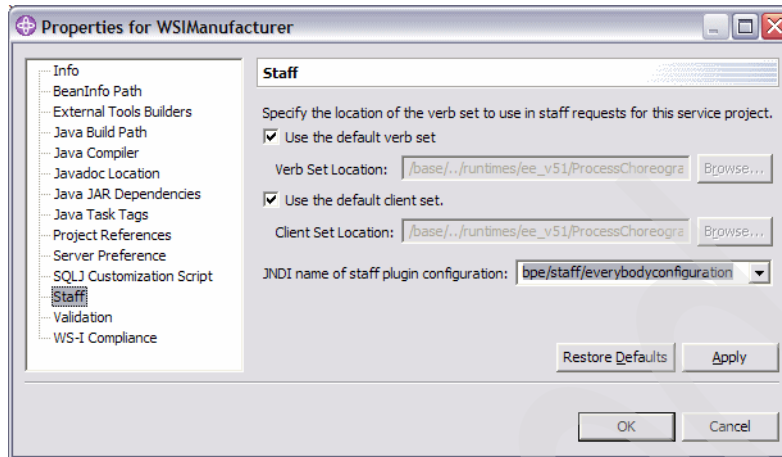 Properties for WSIManufacturer
Info
BeanInfo Path
External Tools Builders
Java Build Path
Java Compiler
Javadoc Location
Java JAR Dependencies
Java Task Tags
Project References
Server Preference
SQLJ Customization Script
Staff
Validation
WS-I Compliance
Staff
Specify the location of the verb set to use in staff requests for this service project.
Use the default verb set
Verb Set Location: /base/../runtimes/ee_v51/ProcessChoreogra Browse...
Use the default client set.
Client Set Location: /base/../runtimes/ee_v51/ProcessChoreogra Browse...
JNDI name of staff plugin configuration: bpe/staff/everybodyconfiguration
Restore Defaults Apply
OK Cancel